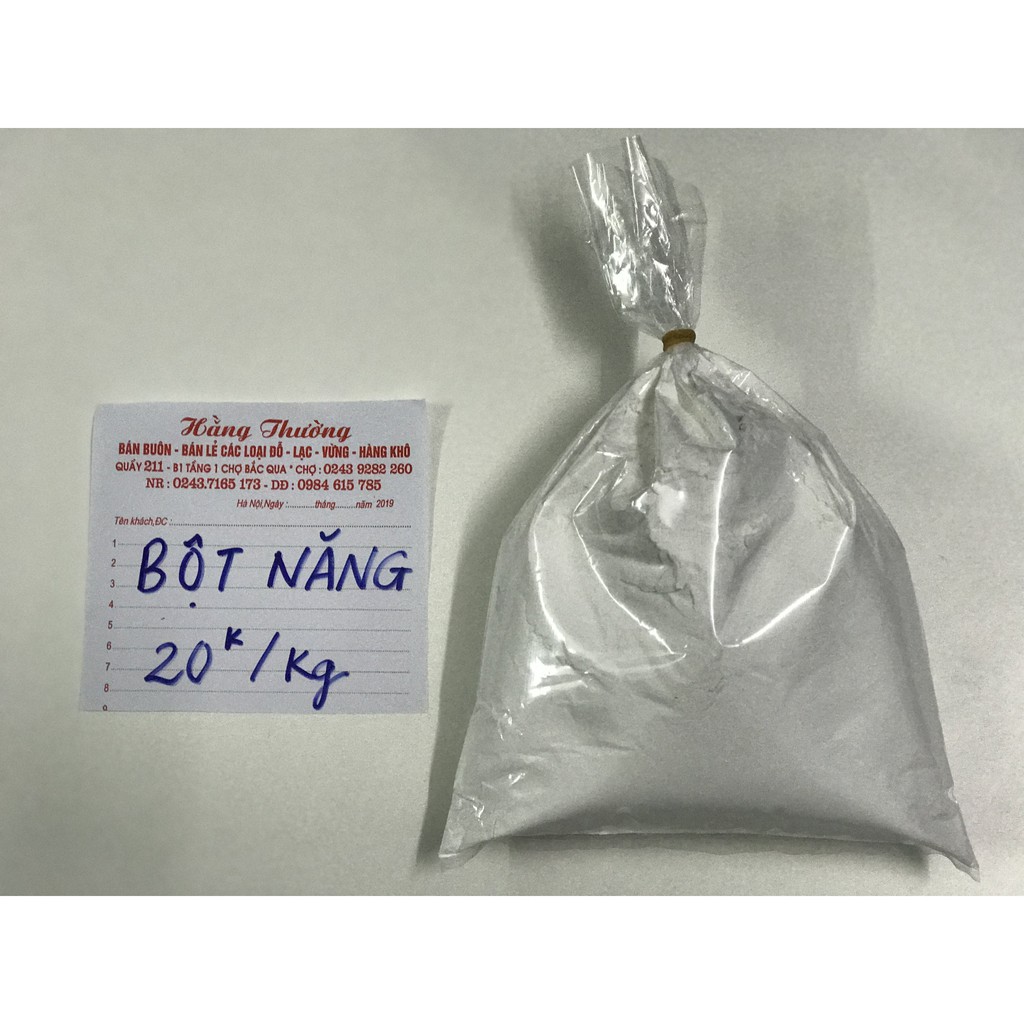 Hằng Thường
BÁN BUÔN - BÁN LẺ CÁC LOẠI ĐỖ - LẠC - VỪNG - HÀNG KHÔ
QUẦY 211 - B1 TẦNG 1 CHỢ BẮC QUA * CHỢ : 0243 9282 260
NR : 0243.7165 173 - DĐ : 0984 615 785
Hà Nội,Ngày :...........tháng.........năm 2019
Tên khách,ĐC :
1
2
3
BỘT NĂNG
4
5
6
7
20K/Kg
8
9